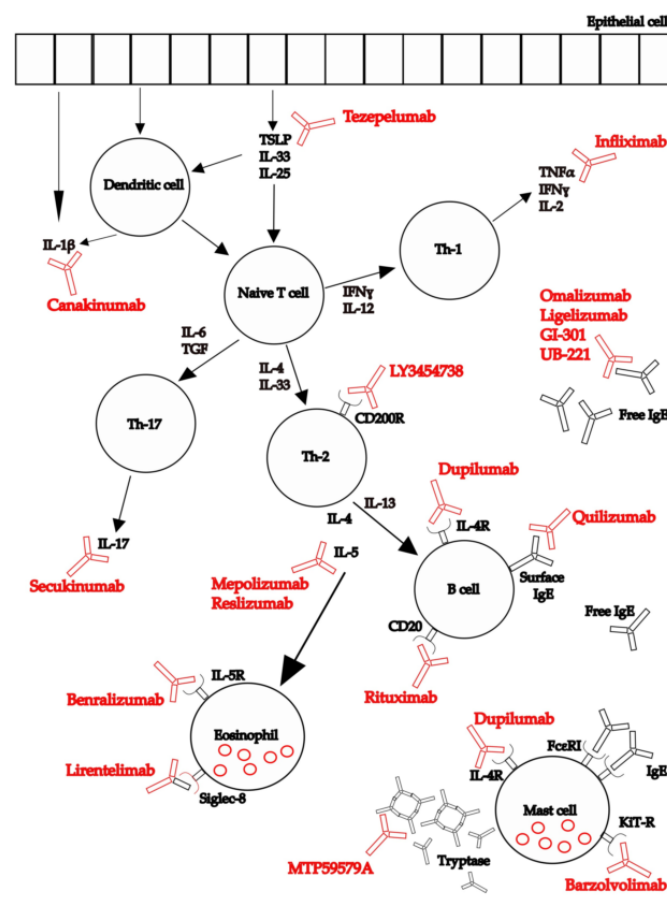 Epithelial cell
Tezepelumab
TSLP
IL-33
IL-25
Infliximab
TNFα
IFNγ
IL-2
Dendritic cell
Th-1
IL-1β
Canakinumab
Naive T cell
IFNγ
IL-12
Omalizumab
Ligelizumab
GI-301
UB-221
Free IgE
IL-6
TGF
IL-4
IL-33
LY3454738
CD200R
Th-17
Th-2
Dupilumab
IL-13
IL-4
IL-4R
Quilizumab
IL-17
Secukinumab
IL-5
Mepolizumab
Reslizumab
B cell
Surface
IgE
CD20
Free IgE
Rituximab
IL-5R
Benralizumab
Eosinophil
Lirentelimab
Siglec-8
Dupilumab
FcεRI
IL-4R
IgE
Mast cell
KIT-R
MTP59579A
Tryptase
Barzolvolimab